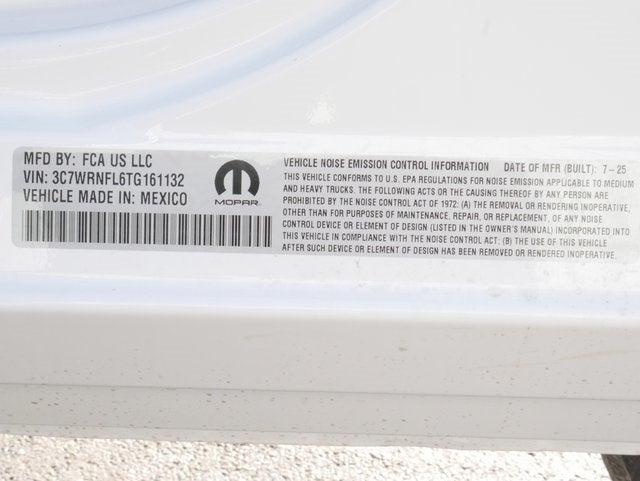 MFD BY: FCA US LLC
VIN: 3C7WRNFL6TG161132
VEHICLE MADE IN: MEXICO
MOPAR
VEHICLE NOISE EMISSION CONTROL INFORMATION DATE OF MFR (BUILT): 7-25
THIS VEHICLE CONFORMS TO U.S. EPA REGULATIONS FOR NOISE EMISSION APPLICABLE TO MEDIUM
AND HEAVY TRUCKS. THE FOLLOWING ACTS OR THE CAUSING THEREOF BY ANY PERSON ARE
PROHIBITED BY THE NOISE CONTROL ACT OF 1972: (A) THE REMOVAL OR RENDERING INOPERATIVE,
OTHER THAN FOR PURPOSES OF MAINTENANCE, REPAIR, OR REPLACEMENT, OF ANY NOISE
CONTROL DEVICE OR ELEMENT OF DESIGN (LISTED IN THE OWNER'S MANUAL) INCORPORATED INTO
THIS VEHICLE IN COMPLIANCE WITH THE NOISE CONTROL ACT: (B) THE USE OF THIS VEHICLE
AFTER SUCH DEVICE OR ELEMENT OF DESIGN HAS BEEN REMOVED OR RENDERED INOPERATIVE.